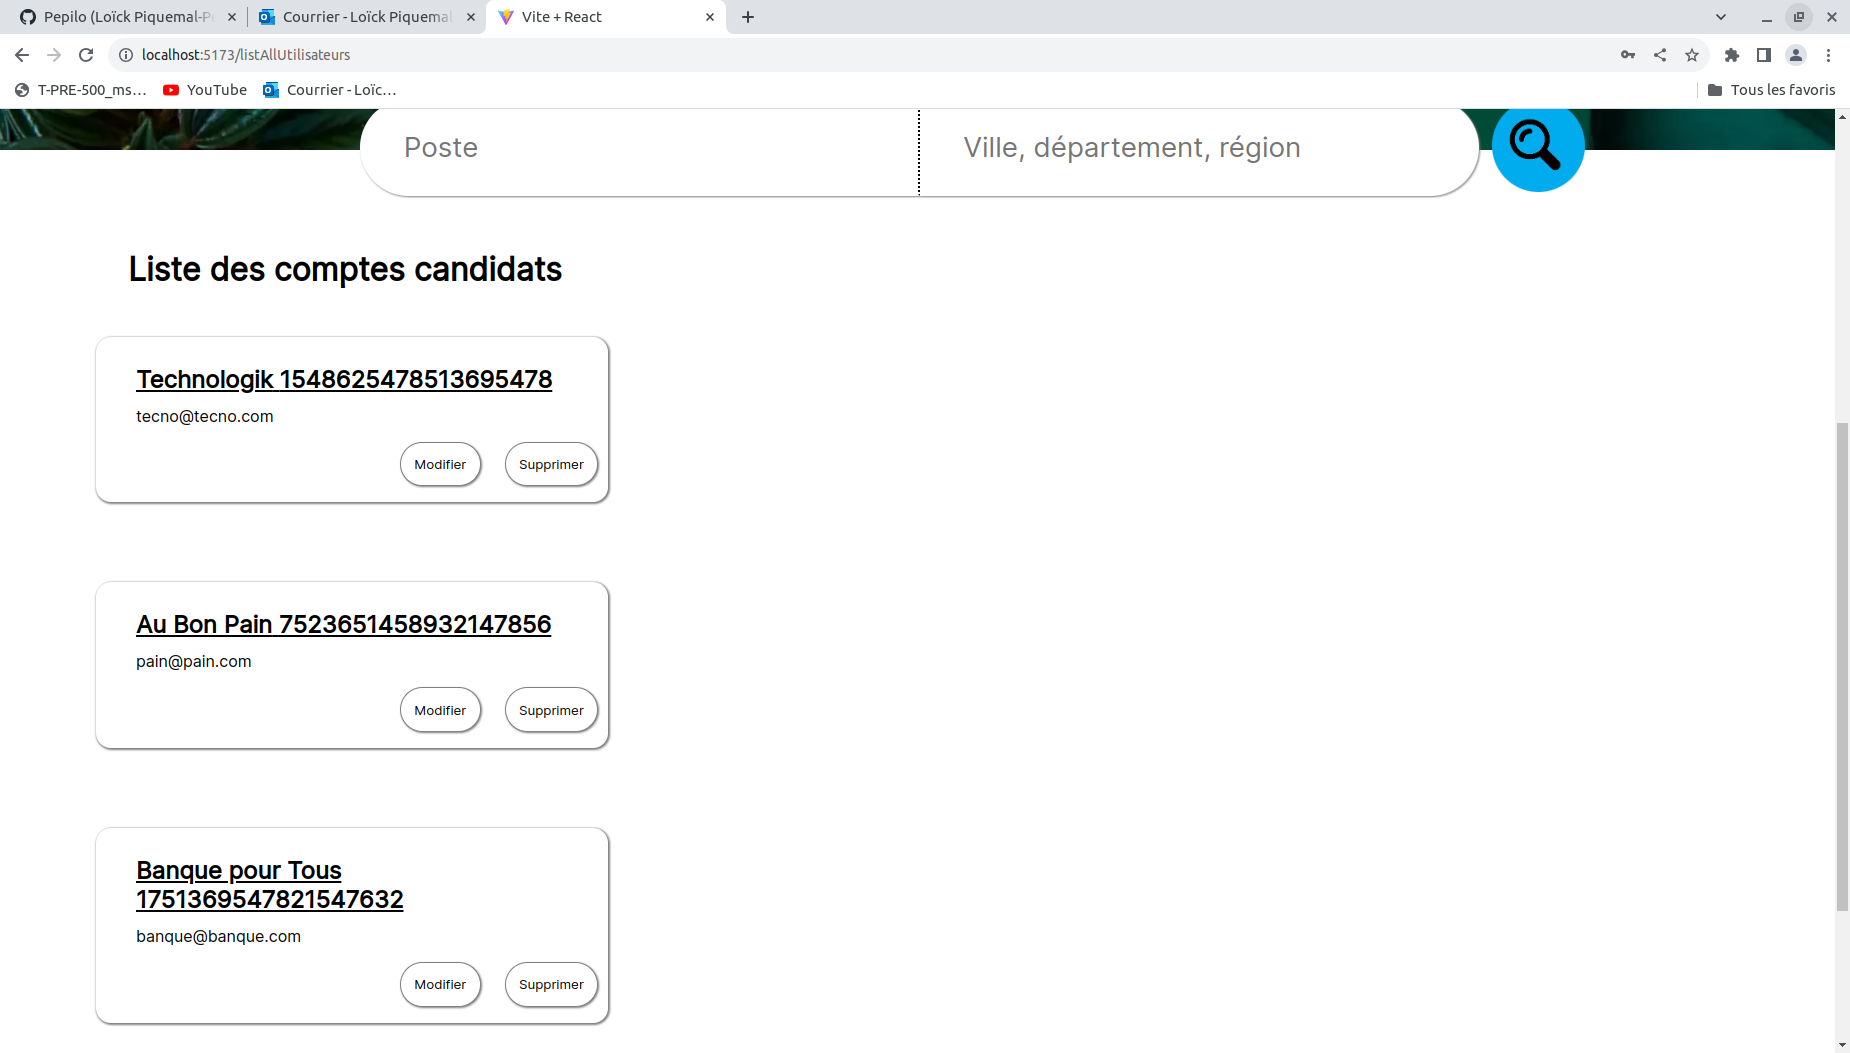 Pepilo (Loïck Piquemal-P
Courrier - Loïck Piquemal
Vite + React
localhost:5173/listAllUtilisateurs
T-PRE-500_ms…
YouTube
Courrier - Loïc…
Tous les favoris
Poste
Ville, département, région
Liste des comptes candidats
Technologik 1548625478513695478
tecno@tecno.com
Modifier
Supprimer
Au Bon Pain 7523651458932147856
pain@pain.com
Modifier
Supprimer
Banque pour Tous
1751369547821547632
banque@banque.com
Modifier
Supprimer